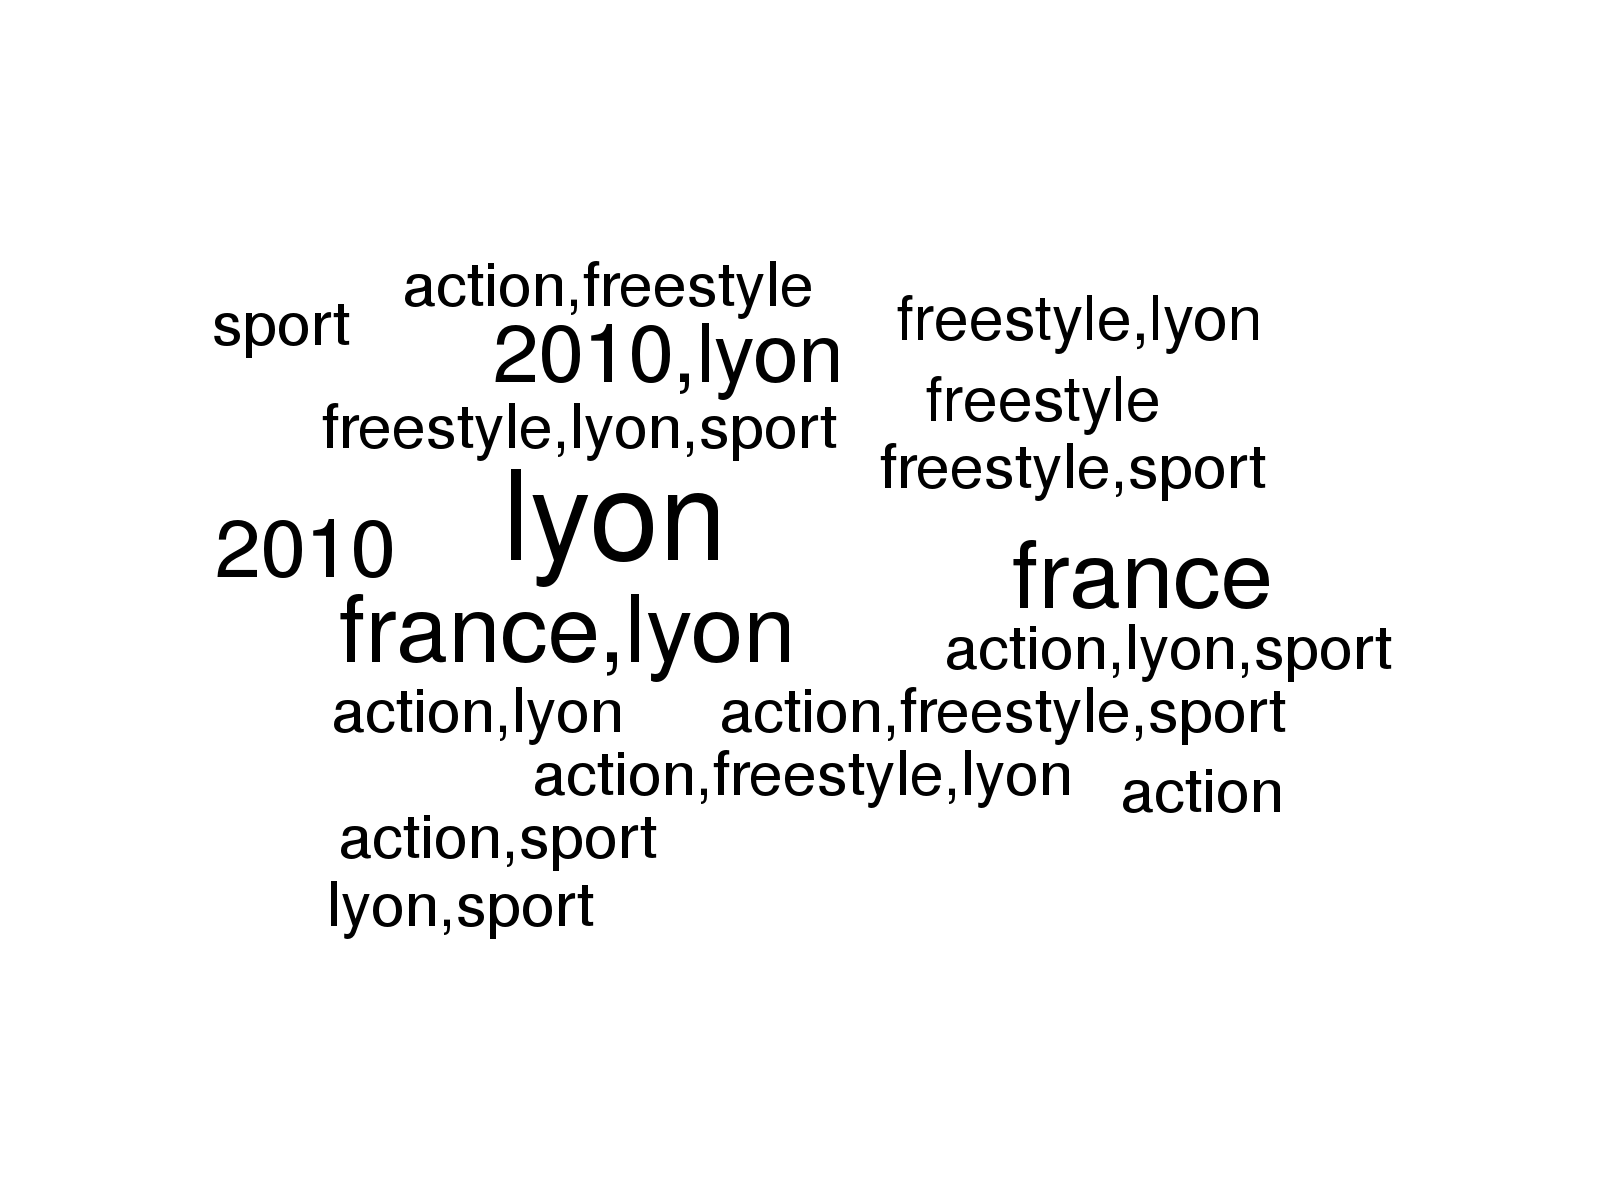 action,freestyle
sport
freestyle,lyon
2010,lyon
freestyle
freestyle,lyon,sport
freestyle,sport
lyon
2010
france
france,lyon
action,lyon,sport
action,lyon
action,freestyle,sport
action,freestyle,lyon
action
action,sport
lyon,sport